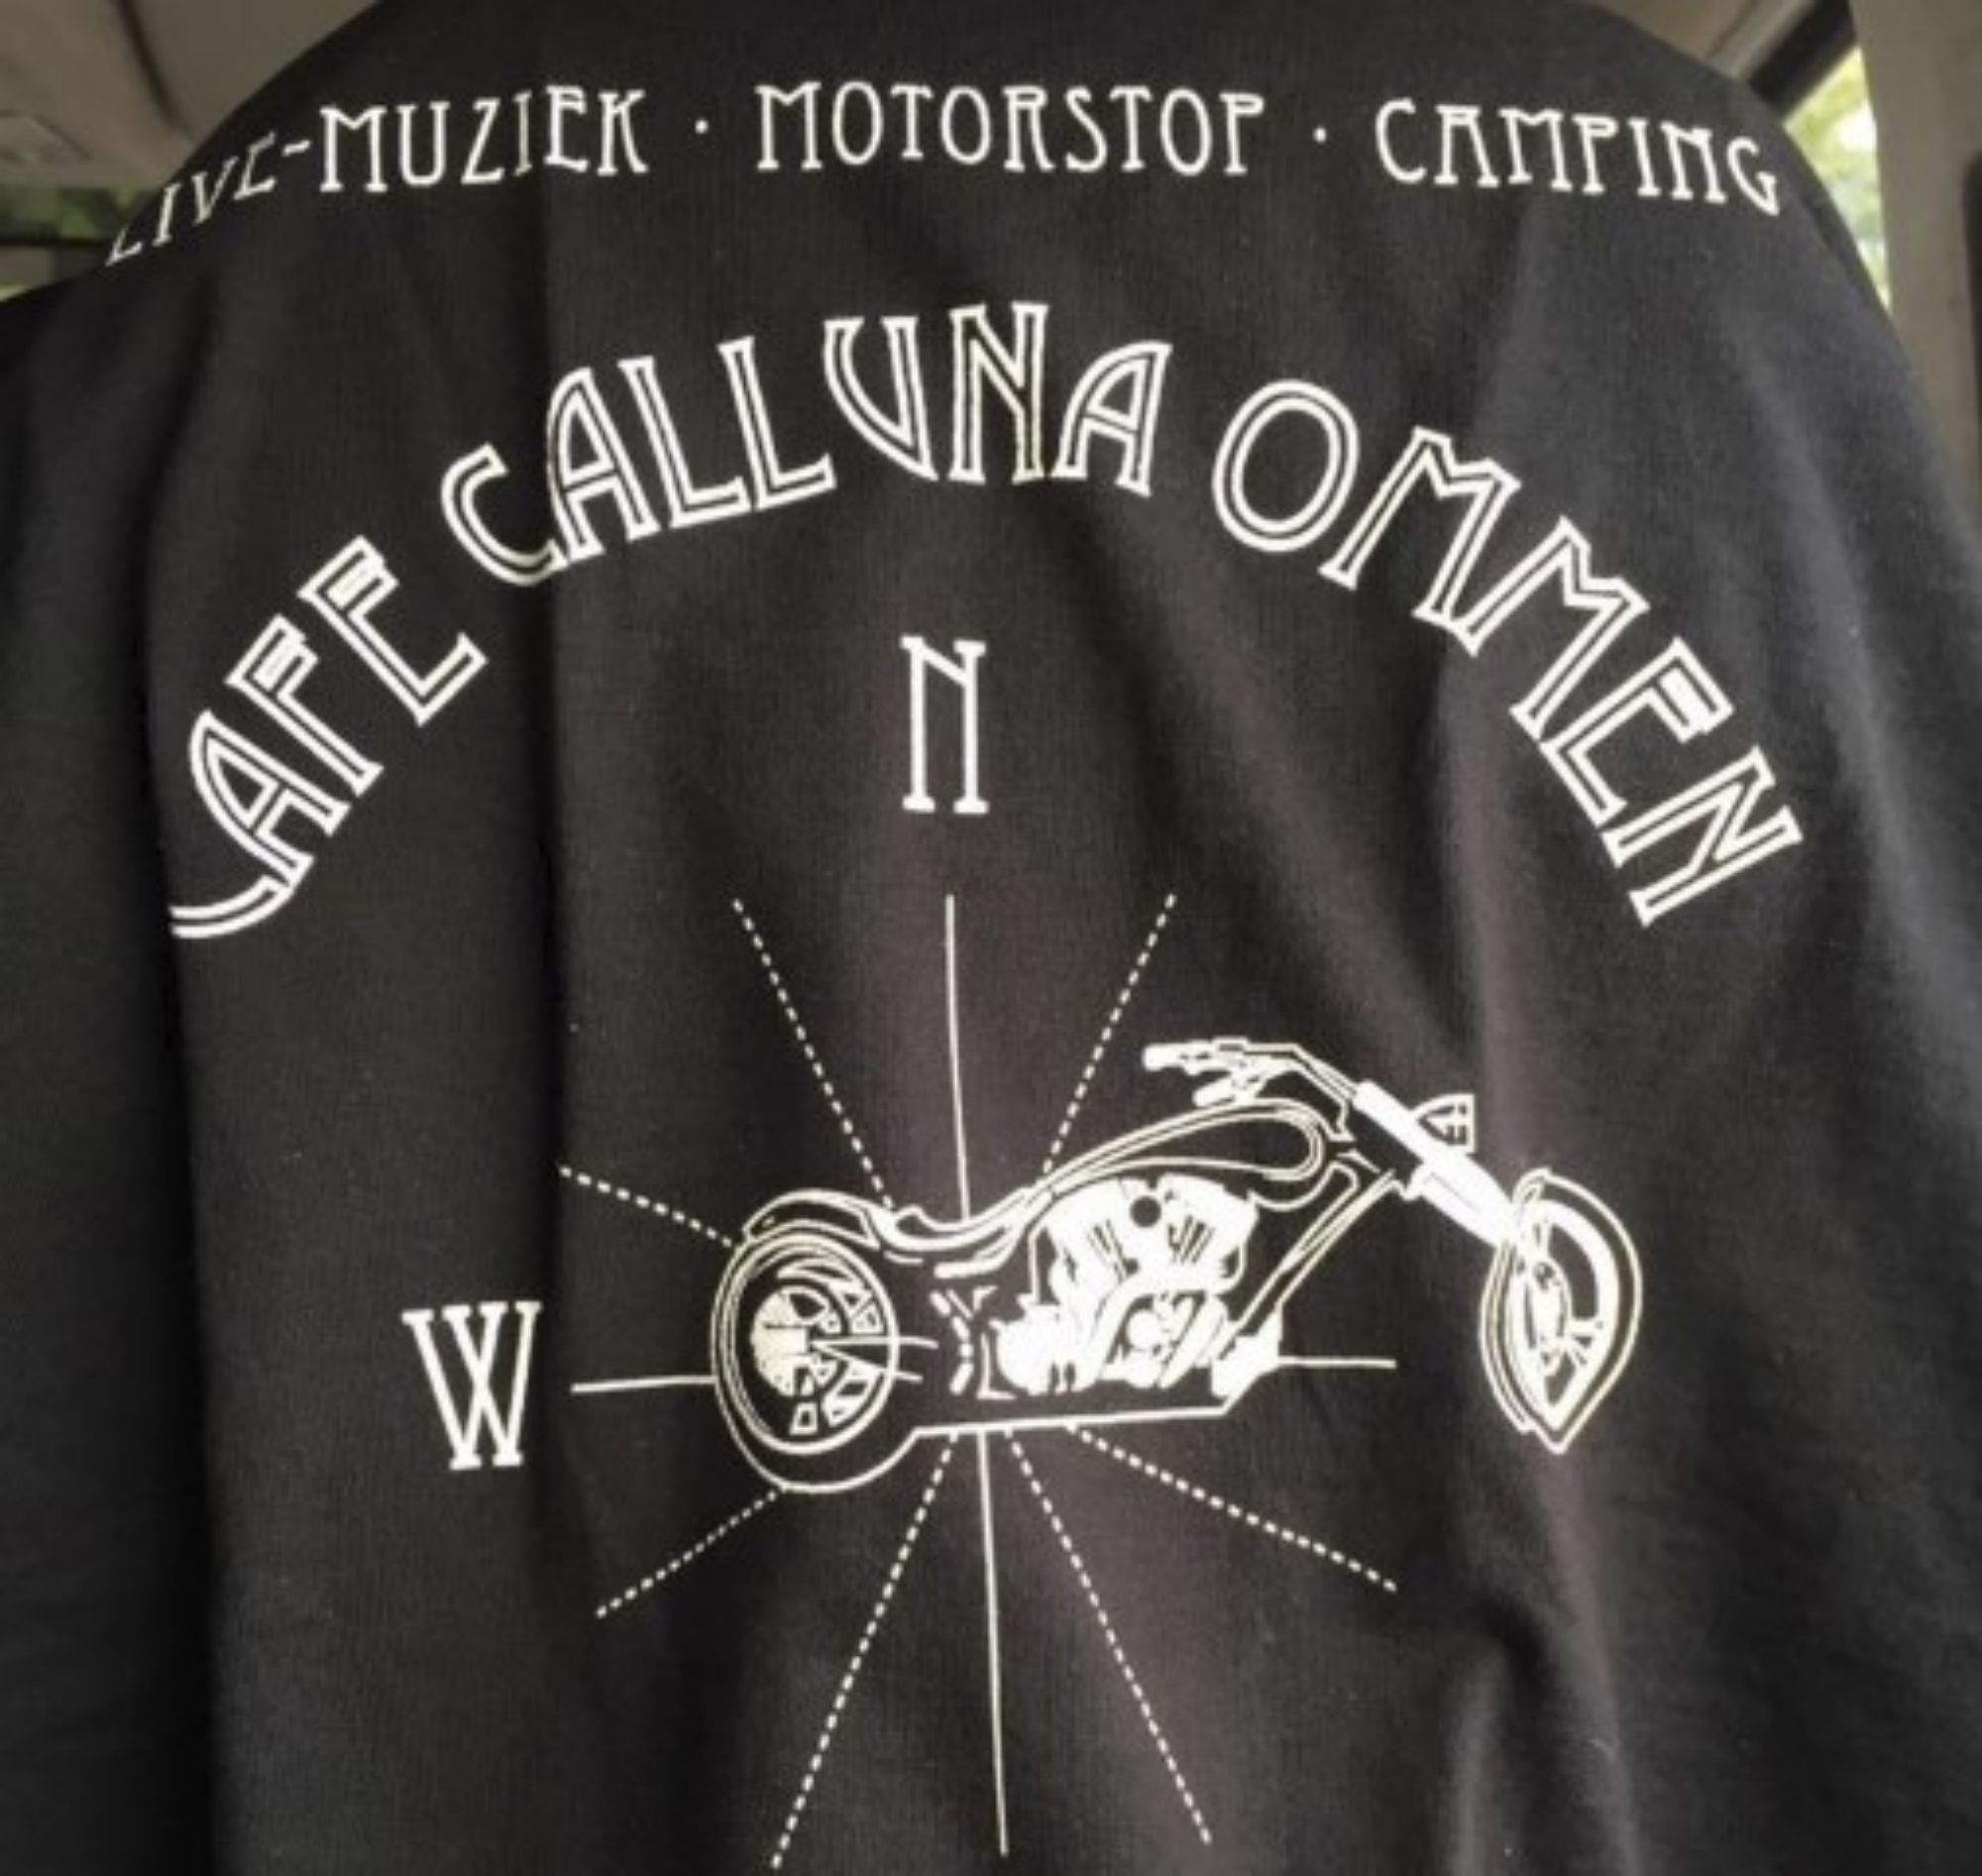 LIVE-MUZIEK · MOTORSTOP · CAMPING
CAFE CALLUNA OMMEN
N
W